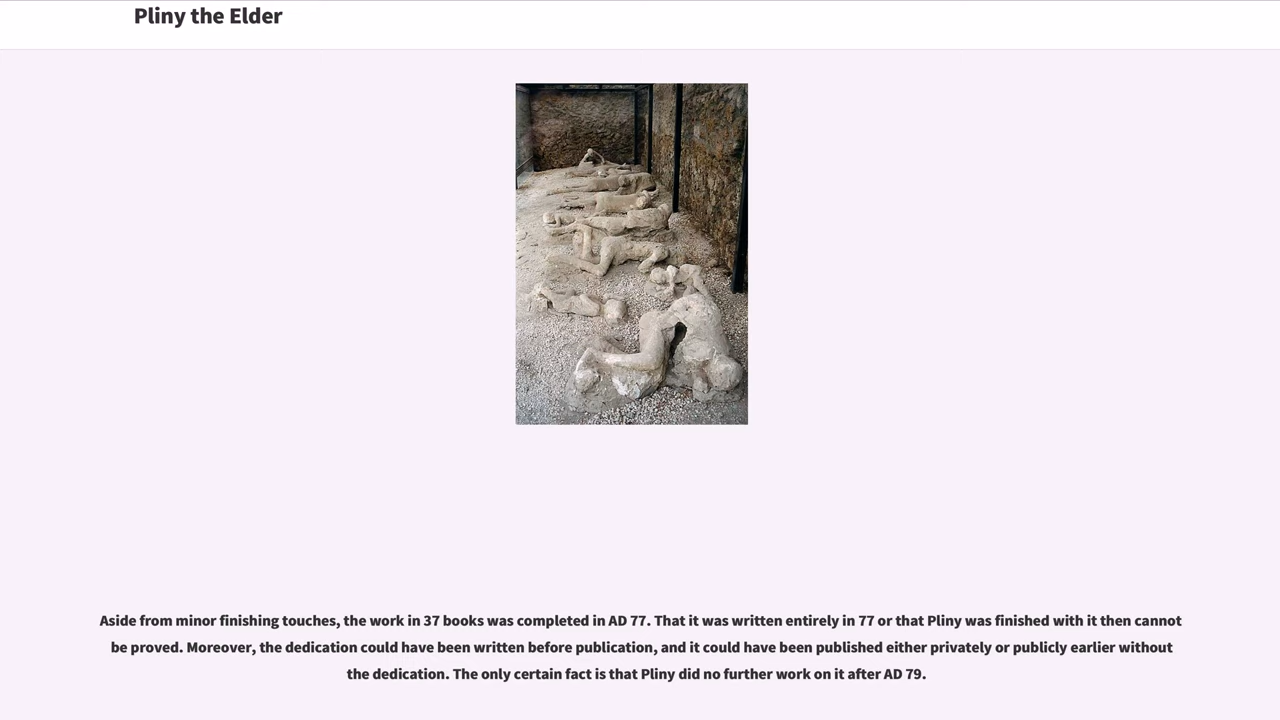 Pliny the Elder
Aside from minor finishing touches, the work in 37 books was completed in AD 77. That it was written entirely in 77 or that Pliny was finished with it then cannot
be proved. Moreover, the dedication could have been written before publication, and it could have been published either privately or publicly earlier without
the dedication. The only certain fact is that Pliny did no further work on it after AD 79.